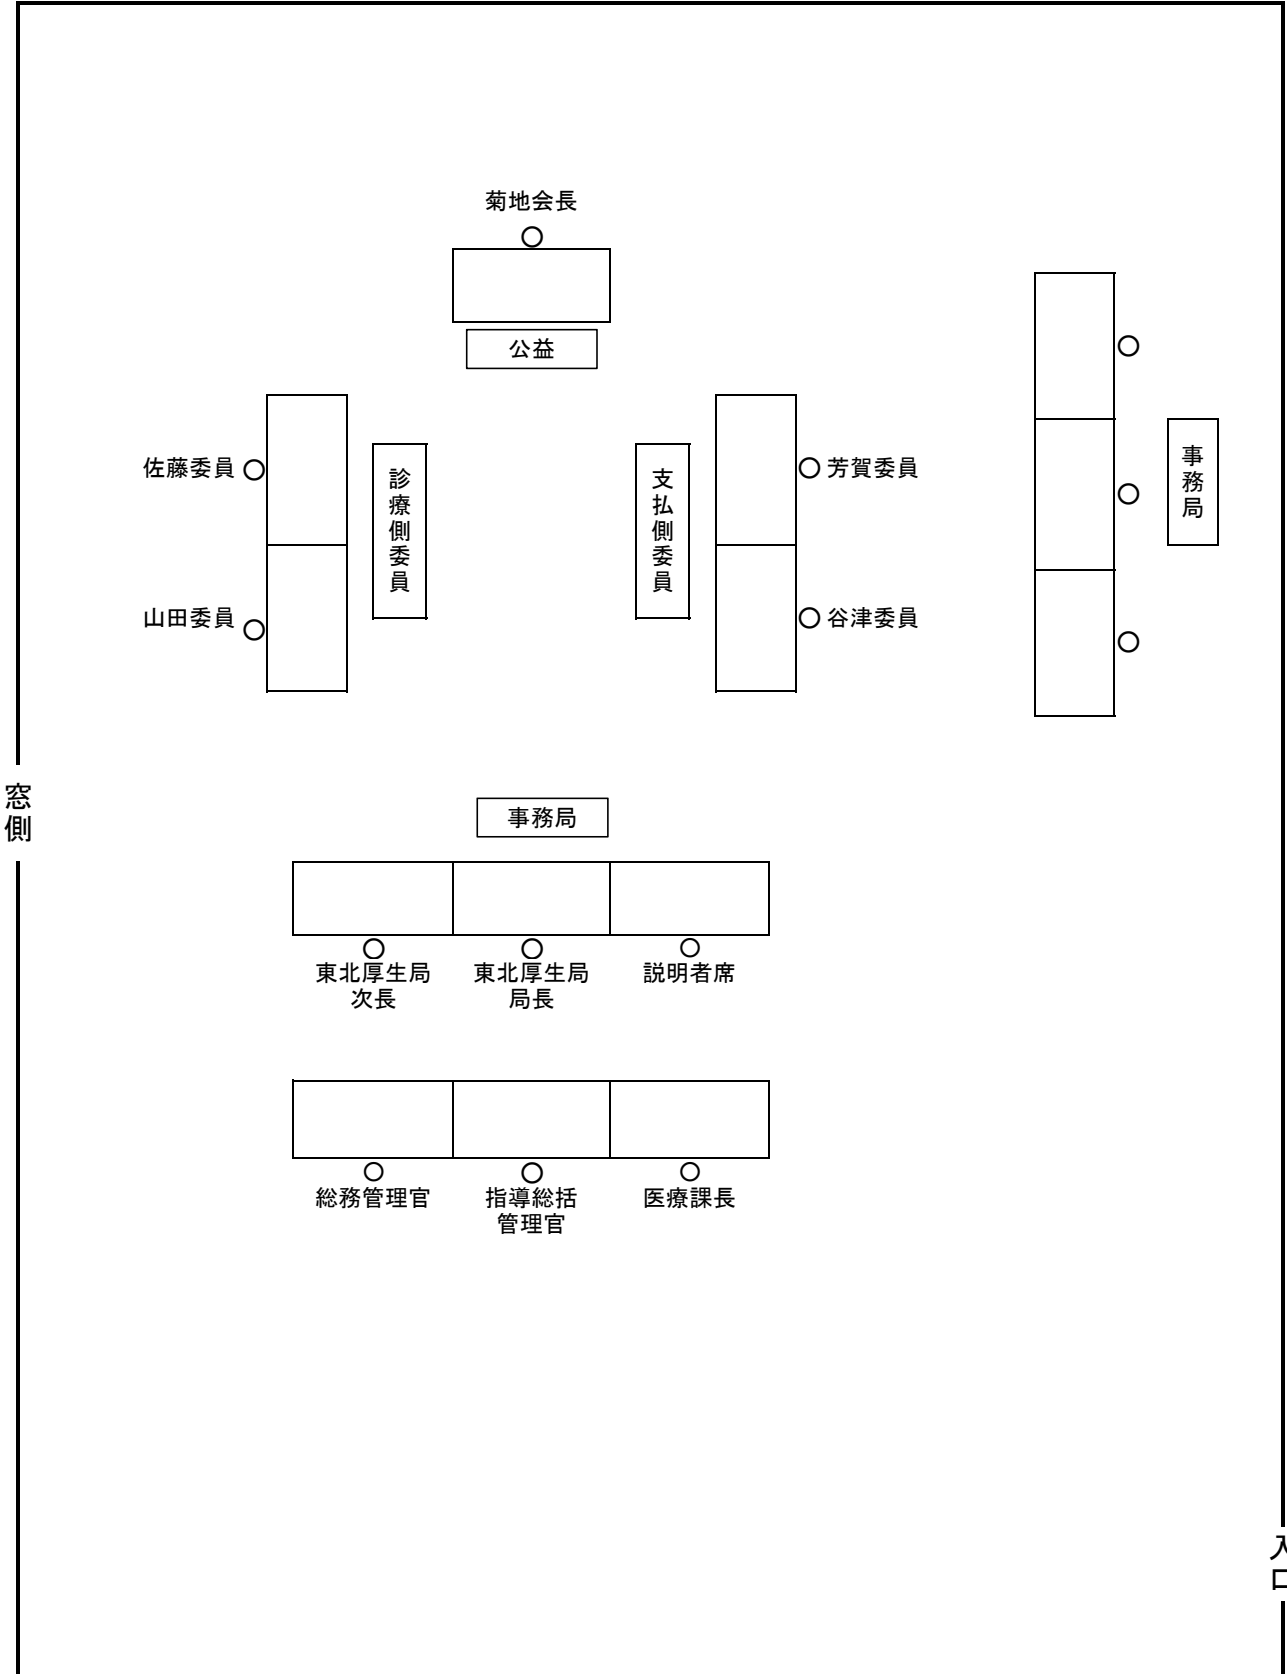 菊地会長
公益
佐藤委員
診療側委員
支払側委員
芳賀委員
事務局
山田委員
谷津委員
窓側
事務局
東北厚生局
次長
東北厚生局
局長
説明者席
総務管理官
指導総括
管理官
医療課長
入口